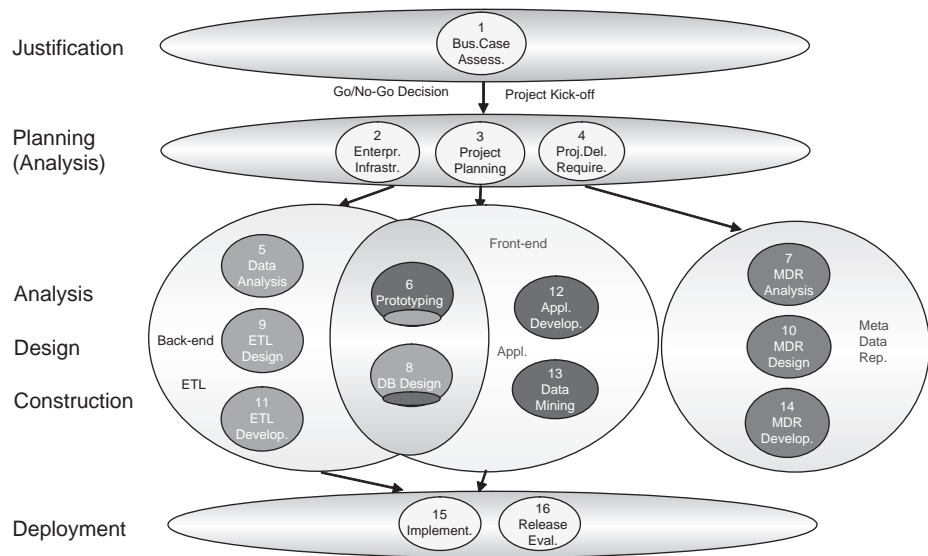 Justification
1
Bus.Case
Assess.
Go/No-Go Decision
Project Kick-off
Planning
(Analysis)
2
Enterpr.
Infrastr.
3
Project
Planning
4
Proj.Del.
Require.
Front-end
5
Data
Analysis
6
Prototyping
7
MDR
Analysis
Analysis
12
Appl.
Develop.
Design
Back-end
9
ETL
Design
Appl.
10
MDR
Design
Meta
Data
Rep.
8
DB Design
ETL
Construction
11
ETL
Develop.
13
Data
Mining
14
MDR
Develop.
Deployment
15
Implement.
16
Release
Eval.